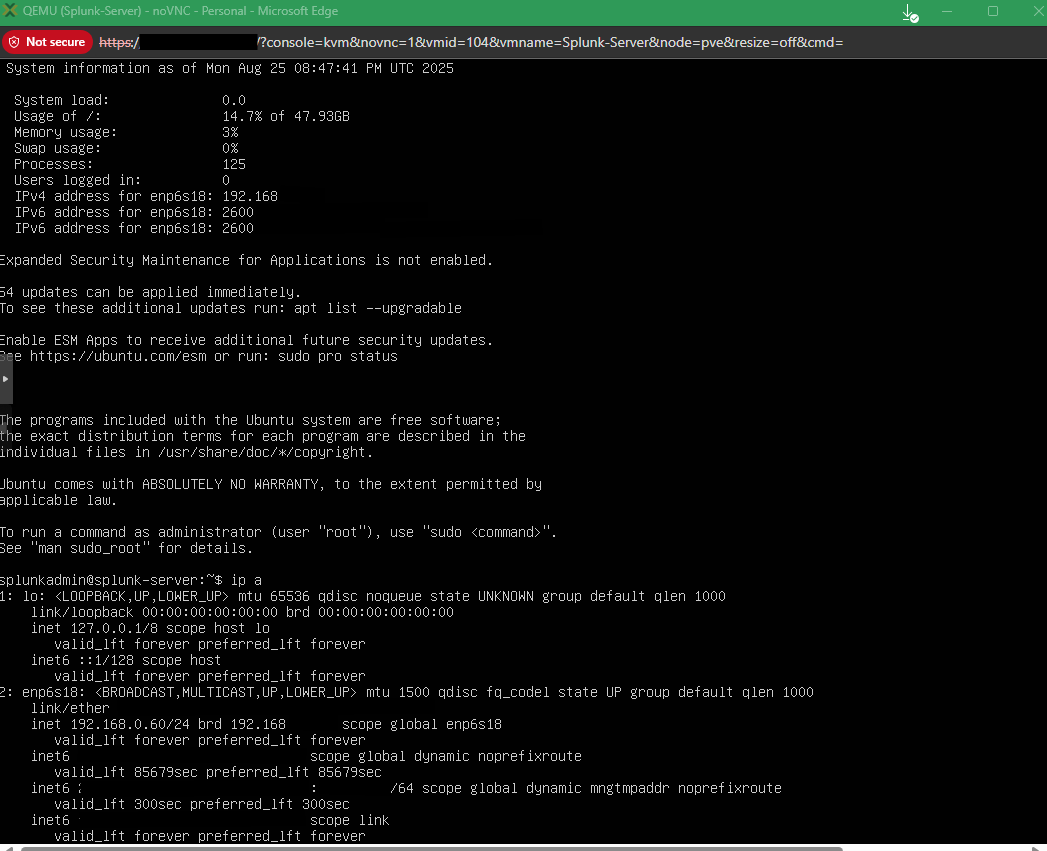 QEMU (Splunk-Server) - noVNC - Personal - Microsoft Edge
Not secure https:/ /?console=kvm&novnc=1&vmid=104&vmname=Splunk-Server&node=pve&resize=off&cmd=
System information as of Mon Aug 25 08:47:41 PM UTC 2025
System load: 0.0
Usage of /: 14.7% of 47.93GB
Memory usage: 3%
Swap usage: 0%
Processes: 125
Users logged in: 0
IPv4 address for enp6s18: 192.168
IPv6 address for enp6s18: 2600
IPv6 address for enp6s18: 2600
Expanded Security Maintenance for Applications is not enabled.
54 updates can be applied immediately.
To see these additional updates run: apt list --upgradable
Enable ESM Apps to receive additional future security updates.
See https://ubuntu.com/esm or run: sudo pro status
The programs included with the Ubuntu system are free software;
the exact distribution terms for each program are described in the
individual files in /usr/share/doc/*/copyright.
Ubuntu comes with ABSOLUTELY NO WARRANTY, to the extent permitted by
applicable law.
To run a command as administrator (user "root"), use "sudo <command>".
See "man sudo_root" for details.
splunkadmin@splunk-server:~$ ip a
1: lo: <LOOPBACK,UP,LOWER_UP> mtu 65536 qdisc noqueue state UNKNOWN group default qlen 1000
link/loopback 00:00:00:00:00:00 brd 00:00:00:00:00:00
inet 127.0.0.1/8 scope host lo
valid_lft forever preferred_lft forever
inet6 ::1/128 scope host
valid_lft forever preferred_lft forever
2: enp6s18: <BROADCAST,MULTICAST,UP,LOWER_UP> mtu 1500 qdisc fq_codel state UP group default qlen 1000
link/ether
inet 192.168.0.60/24 brd 192.168 scope global enp6s18
valid_lft forever preferred_lft forever
inet6 scope global dynamic noprefixroute
valid_lft 85679sec preferred_lft 85679sec
inet6 : /64 scope global dynamic mngtmpaddr noprefixroute
valid_lft 300sec preferred_lft 300sec
inet6 scope link
valid_lft forever preferred_lft forever